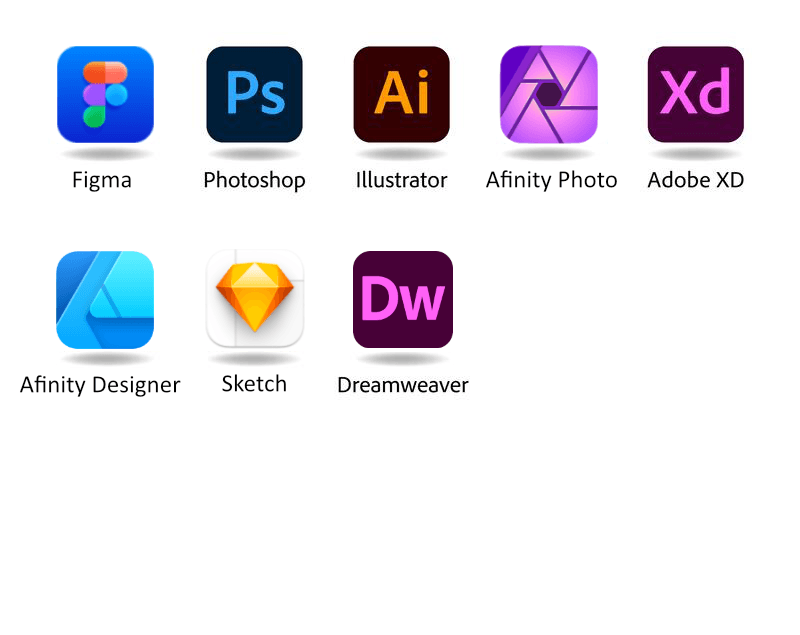 Ps
Ai
Xd
Figma
Photoshop
Illustrator
Afinity Photo
Adobe XD
Dw
Afinity Designer
Sketch
Dreamweaver